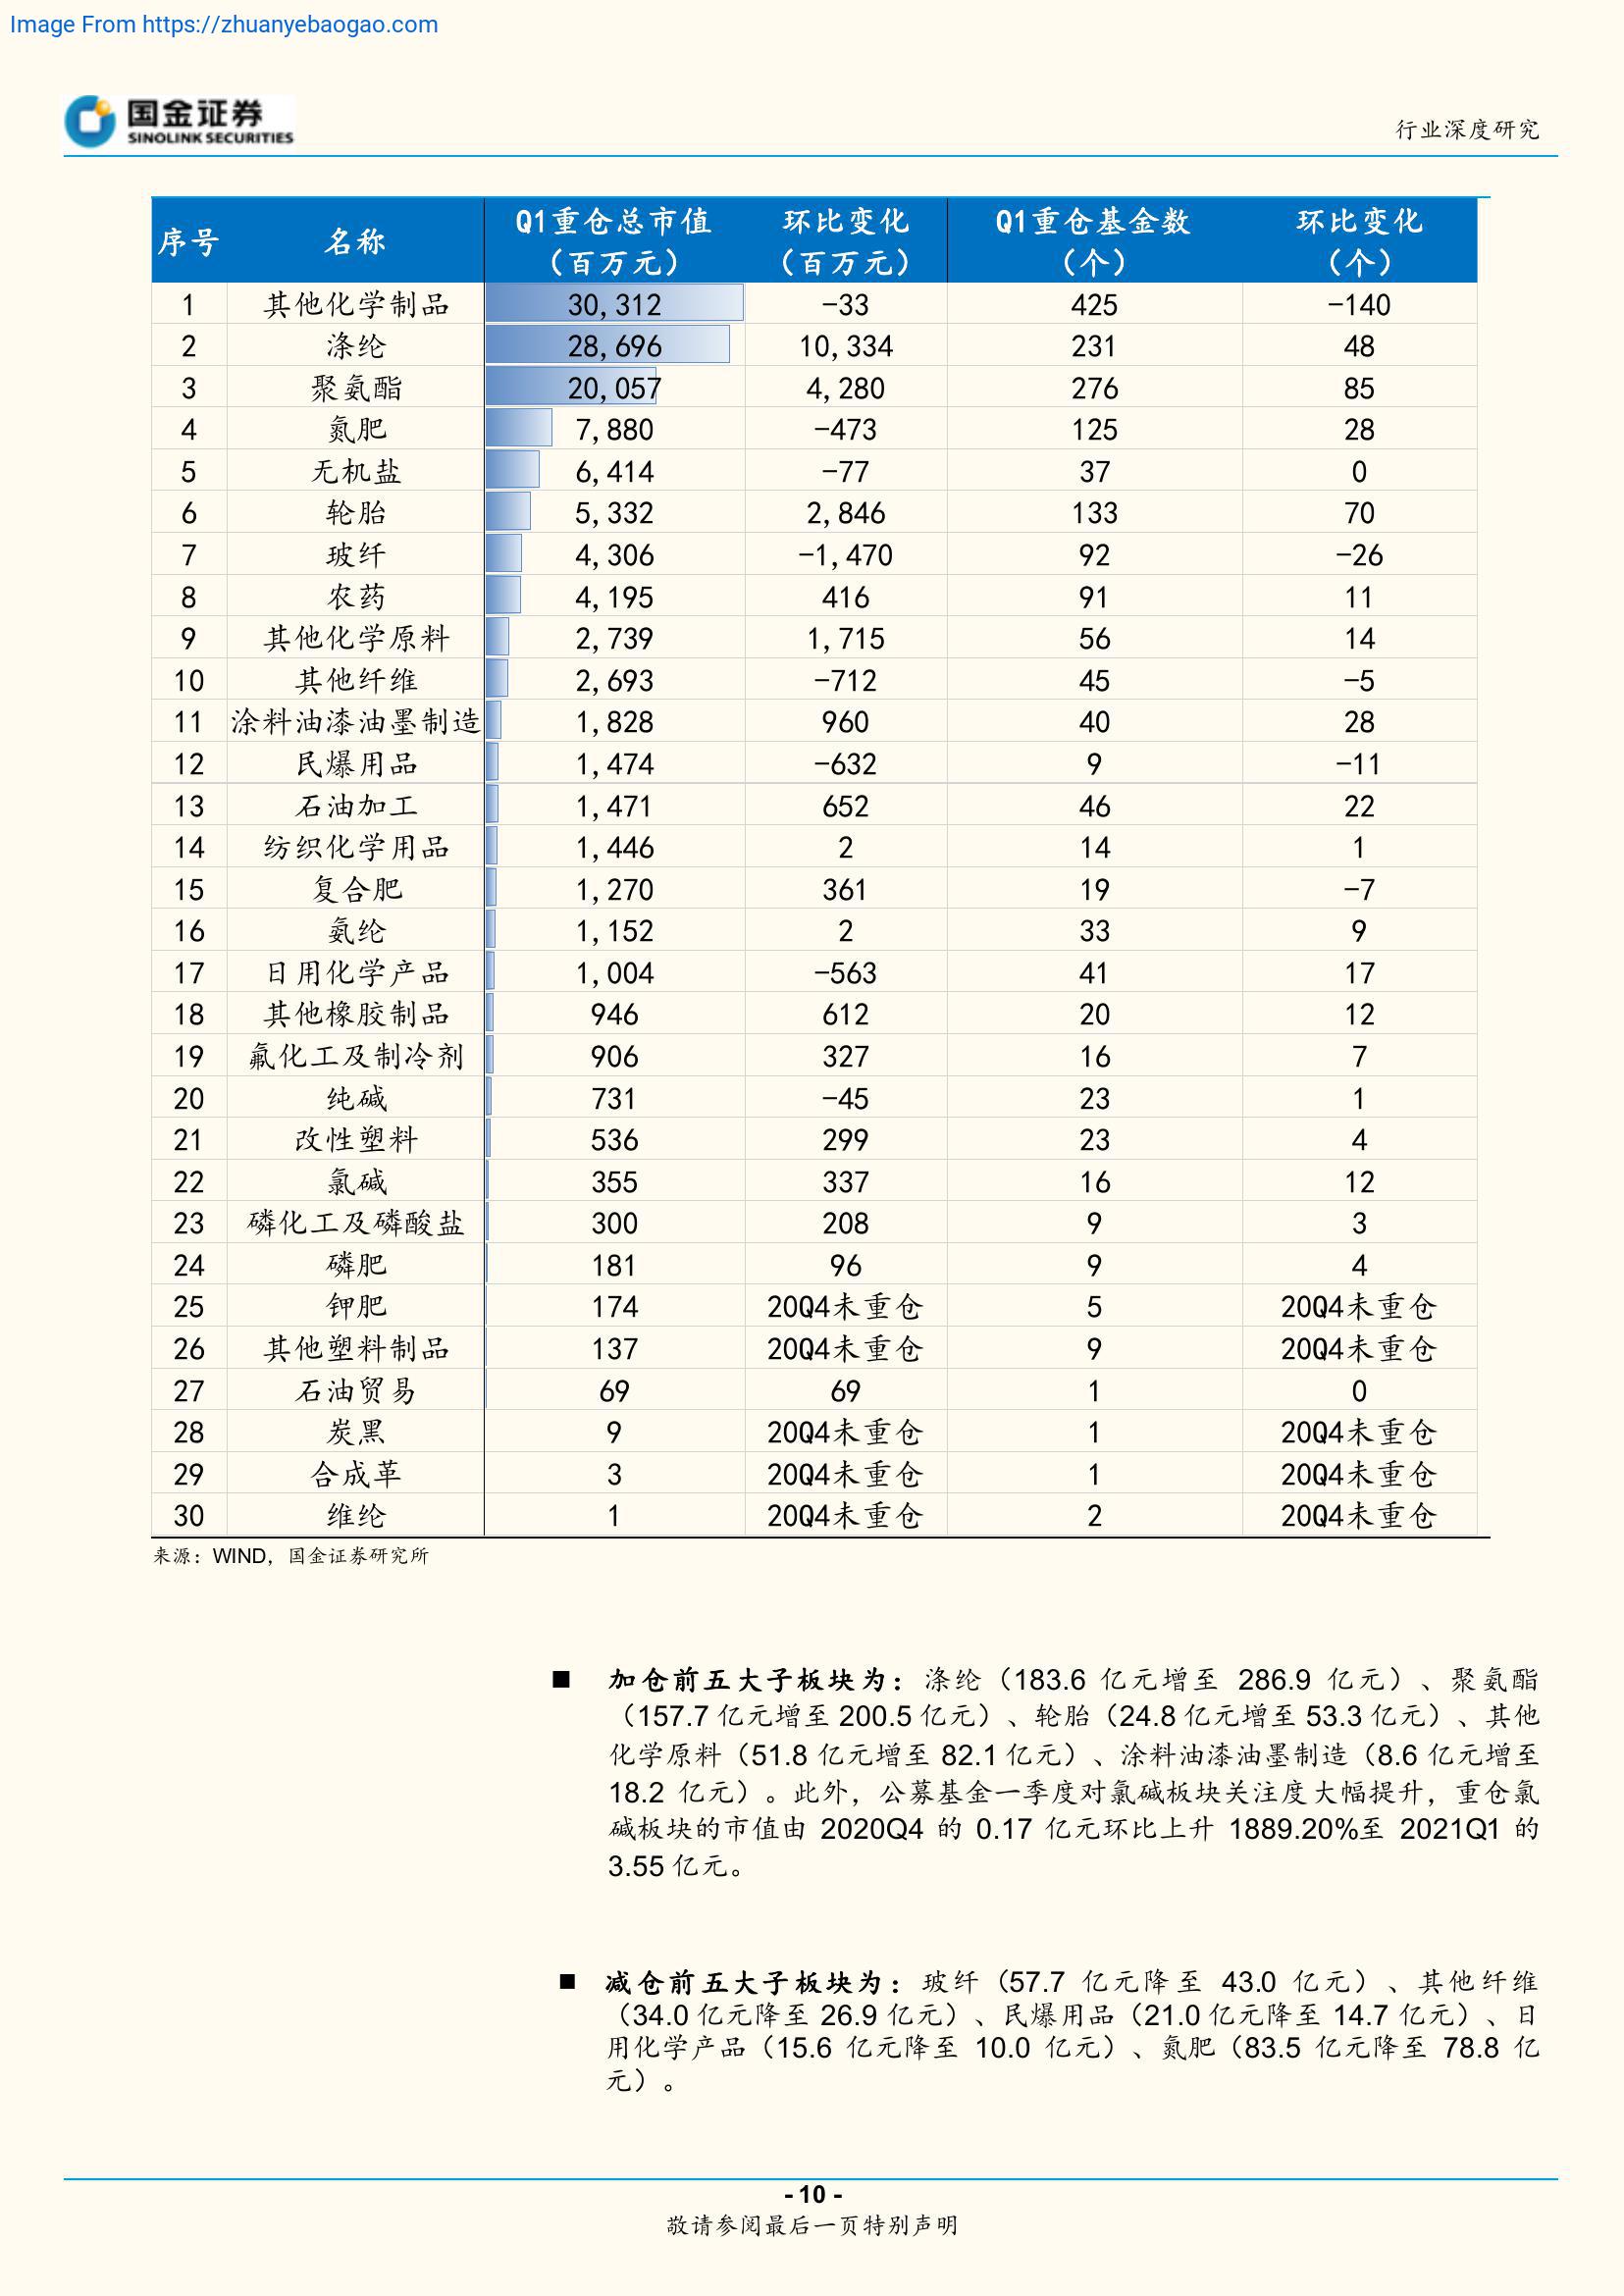 Image From https://zhuanyebaogao.com
国金证券
SINOLINK SECURITIES
行业深度研究
序号 名称 Q1重仓总市值（百万元） 环比变化（百万元） Q1重仓基金数（个） 环比变化（个）
1 其他化学制品 30,312 -33 425 -140
2 涤纶 28,696 10,334 231 48
3 聚氨酯 20,057 4,280 276 85
4 氮肥 7,880 -473 125 28
5 无机盐 6,414 -77 37 0
6 轮胎 5,332 2,846 133 70
7 玻纤 4,306 -1,470 92 -26
8 农药 4,195 416 91 11
9 其他化学原料 2,739 1,715 56 14
10 其他纤维 2,693 -712 45 -5
11 涂料油漆油墨制造 1,828 960 40 28
12 民爆用品 1,474 -632 9 -11
13 石油加工 1,471 652 46 22
14 纺织化学用品 1,446 2 14 1
15 复合肥 1,270 361 19 -7
16 氨纶 1,152 2 33 9
17 日用化学产品 1,004 -563 41 17
18 其他橡胶制品 946 612 20 12
19 氟化工及制冷剂 906 327 16 7
20 纯碱 731 -45 23 1
21 改性塑料 536 299 23 4
22 氯碱 355 337 16 12
23 磷化工及磷酸盐 300 208 9 3
24 磷肥 181 96 9 4
25 钾肥 174 20Q4未重仓 5 20Q4未重仓
26 其他塑料制品 137 20Q4未重仓 9 20Q4未重仓
27 石油贸易 69 69 1 0
28 炭黑 9 20Q4未重仓 1 20Q4未重仓
29 合成革 3 20Q4未重仓 1 20Q4未重仓
30 维纶 1 20Q4未重仓 2 20Q4未重仓
来源：WIND，国金证券研究所
■ 加仓前五大子板块为：涤纶（183.6 亿元增至 286.9 亿元）、聚氨酯
（157.7 亿元增至 200.5 亿元）、轮胎（24.8 亿元增至 53.3 亿元）、其他
化学原料（51.8 亿元增至 82.1 亿元）、涂料油漆油墨制造（8.6 亿元增至
18.2 亿元）。此外，公募基金一季度对氯碱板块关注度大幅提升，重仓氯
碱板块的市值由 2020Q4 的 0.17 亿元环比上升 1889.20%至 2021Q1 的
3.55 亿元。
■ 减仓前五大子板块为：玻纤（57.7 亿元降至 43.0 亿元）、其他纤维
（34.0 亿元降至 26.9 亿元）、民爆用品（21.0 亿元降至 14.7 亿元）、日
用化学产品（15.6 亿元降至 10.0 亿元）、氮肥（83.5 亿元降至 78.8 亿
元）。
- 10 -
敬请参阅最后一页特别声明